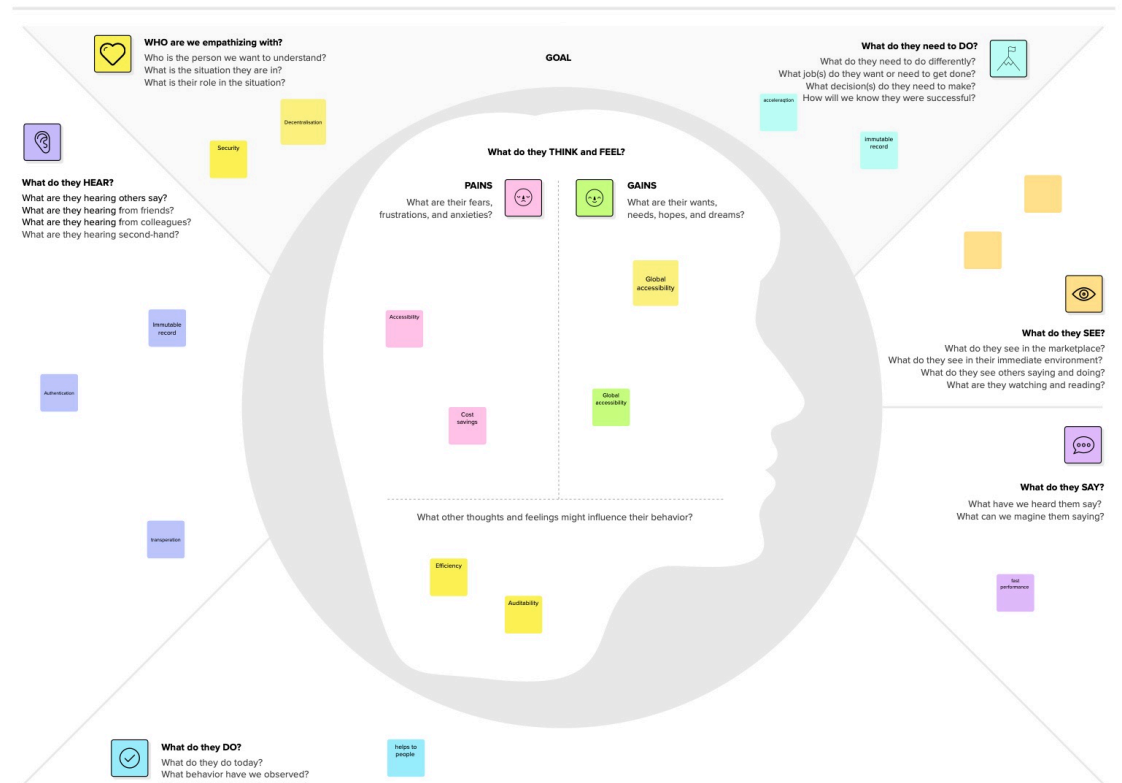 WHO are we empathizing with?
Who is the person we want to understand?
What is the situation they are in?
What is their role in the situation?
Decentralisation
Security
GOAL
What do they need to DO?
What do they need to do differently?
What job(s) do they want or need to get done?
What decision(s) do they need to make?
How will we know they were successful?
acceleraqtion
immutable
record
What do they HEAR?
What are they hearing others say?
What are they hearing from friends?
What are they hearing from colleagues?
What are they hearing second-hand?
Immutable
record
Authentication
transperation
What do they THINK and FEEL?
PAINS
What are their fears,
frustrations, and anxieties?
GAINS
What are their wants,
needs, hopes, and dreams?
Global
accessibility
Accessibility
Global
accessibility
Cost
savings
What other thoughts and feelings might influence their behavior?
Efficiency
Auditability
What do they SEE?
What do they see in the marketplace?
What do they see in their immediate environment?
What do they see others saying and doing?
What are they watching and reading?
What do they SAY?
What have we heard them say?
What can we magine them saying?
performance
What do they DO?
What do they do today?
What behavior have we observed?
helps to
people